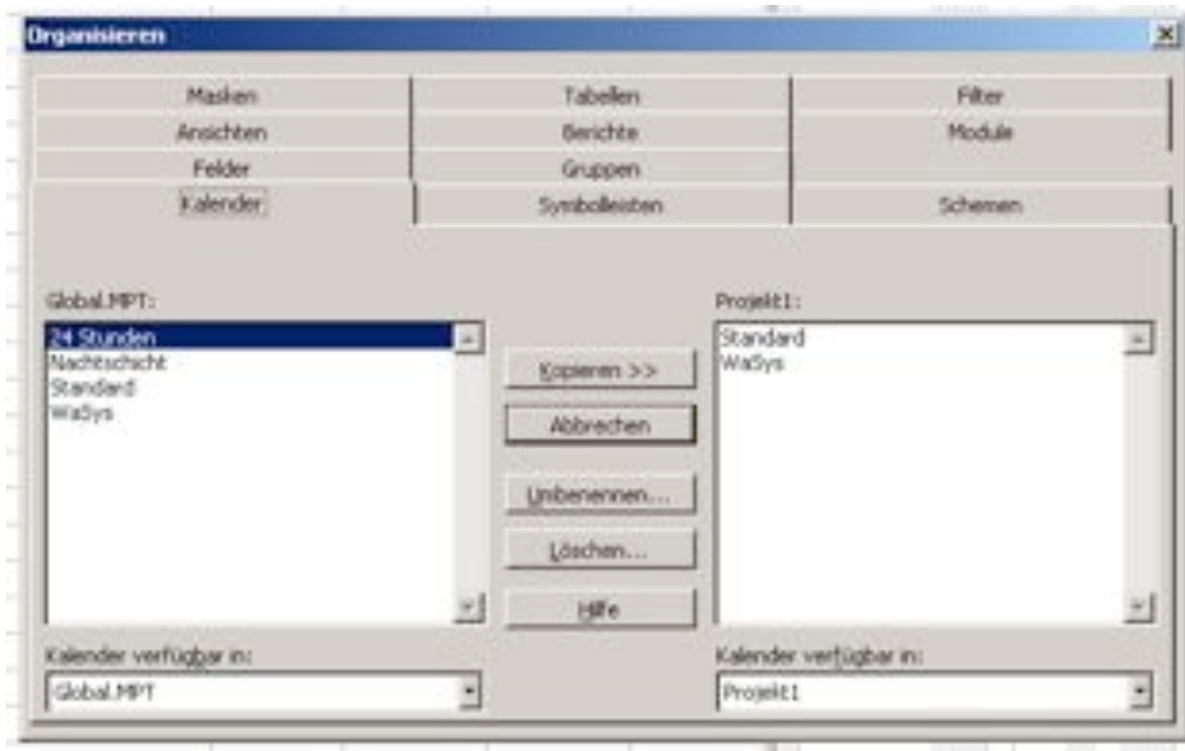 Organisieren
Masken Tabellen Filter
Ansichten Berichte Module
Felder Gruppen
Kalender Symbolleisten Schemen
Global.MPT: Projekt1:
24 Stunden Standard
Nachtschicht WaSys
Standard
WaSys
Kopieren >>
Abbrechen
Umbenennen...
Löschen...
Hilfe
Kalender verfügbar in: Kalender verfügbar in:
Global.MPT Projekt1